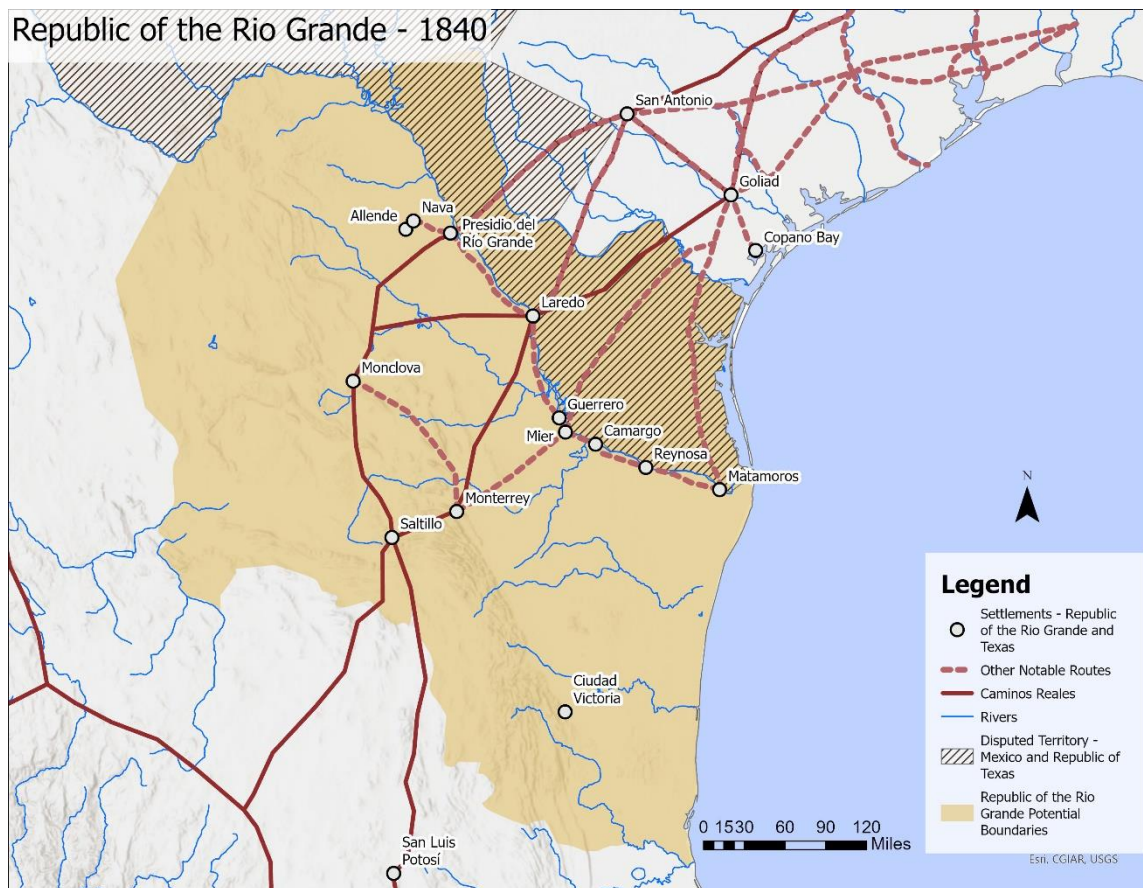 Republic of the Rio Grande - 1840
San Antonio
Goliad
Nava
Allende
Presidio del
Río Grande
Copano Bay
Laredo
Monclova
Guerrero
Mier
Camargo
Reynosa
Matamoros
Monterrey
Saltillo
Ciudad
Victoria
San Luis
Potosí
N
Legend
Settlements - Republic
of the Rio Grande and
Texas
Other Notable Routes
Caminos Reales
Rivers
Disputed Territory -
Mexico and Republic of
Texas
Republic of the Rio
Grande Potential
Boundaries
0 15 30 60 90 120
Miles
Esri, CGIAR, USGS